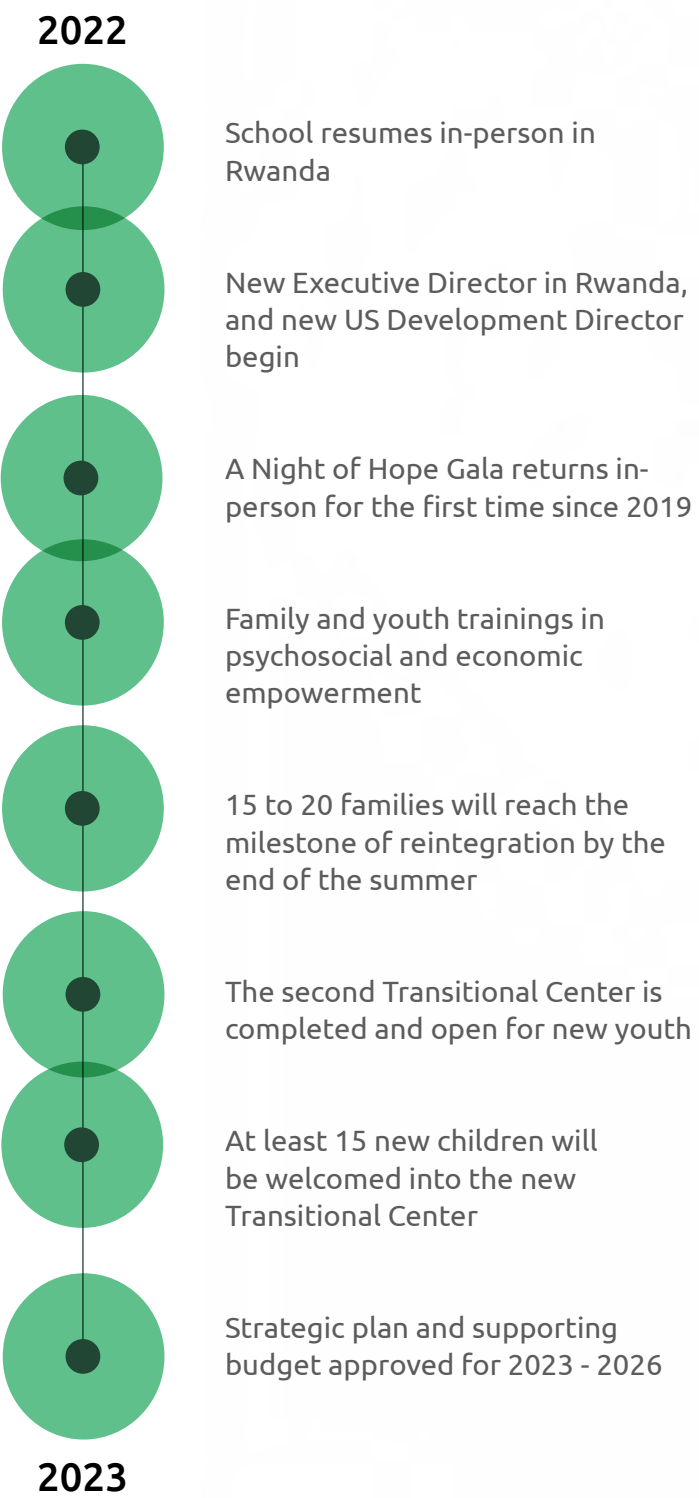 2022
School resumes in-person in
Rwanda
New Executive Director in Rwanda,
and new US Development Director
begin
A Night of Hope Gala returns in-
person for the first time since 2019
Family and youth trainings in
psychosocial and economic
empowerment
15 to 20 families will reach the
milestone of reintegration by the
end of the summer
The second Transitional Center is
completed and open for new youth
At least 15 new children will
be welcomed into the new
Transitional Center
Strategic plan and supporting
budget approved for 2023 - 2026
2023